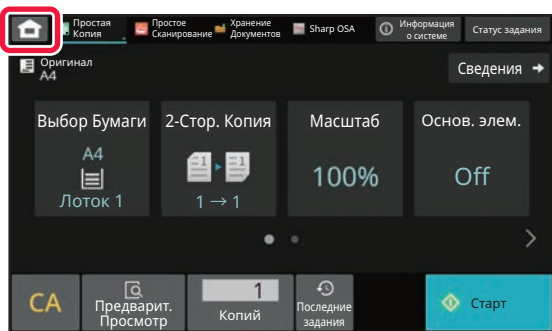 Простая
Копия
Простое
Сканирование
Хранение
Документов
Sharp OSA
Информация
о системе
Статус задания
Оригинал
A4
Сведения
Выбор Бумаги
A4
Лоток 1
2-Стор. Копия
1 → 1
Масштаб
100%
Основ. элем.
Off
CA
Предварит.
Просмотр
1
Копий
Последние
задания
Старт